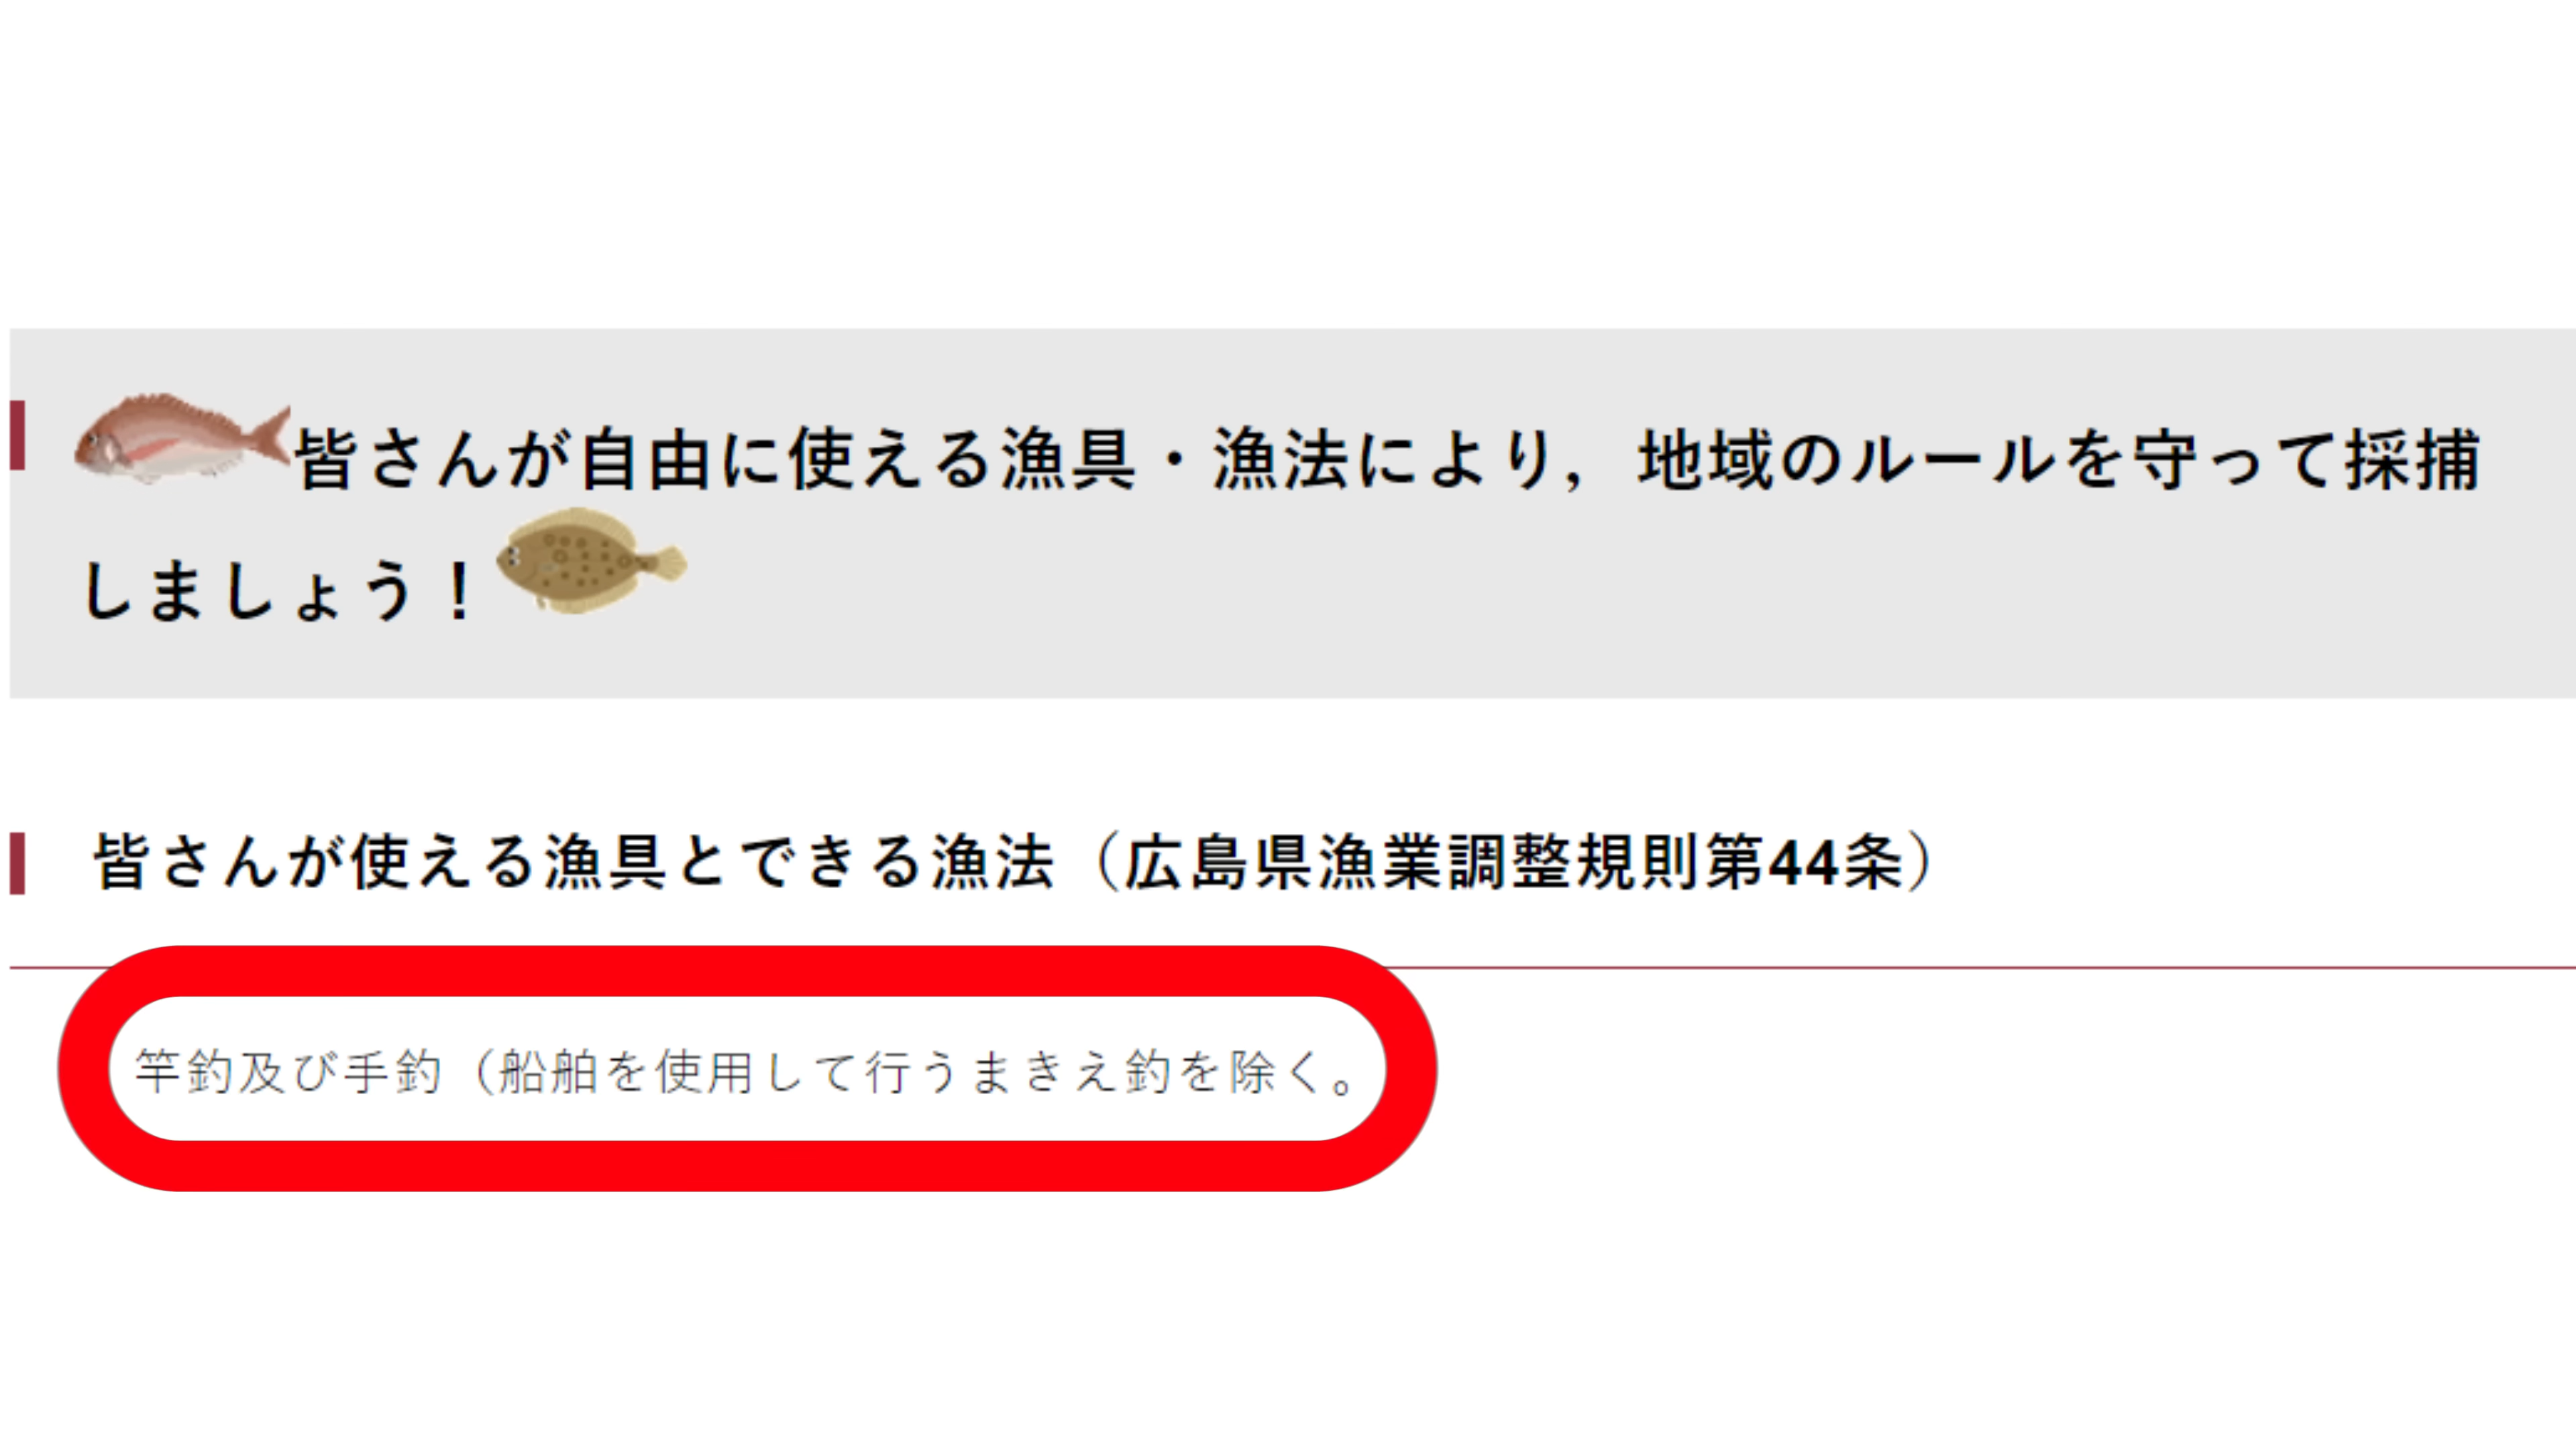 皆さんが自由に使える漁具・漁法により，地域のルールを守って採捕
しましょう！
皆さんが使える漁具とできる漁法（広島県漁業調整規則第44条）
竿釣及び手釣（船舶を使用して行うまきえ釣を除く。